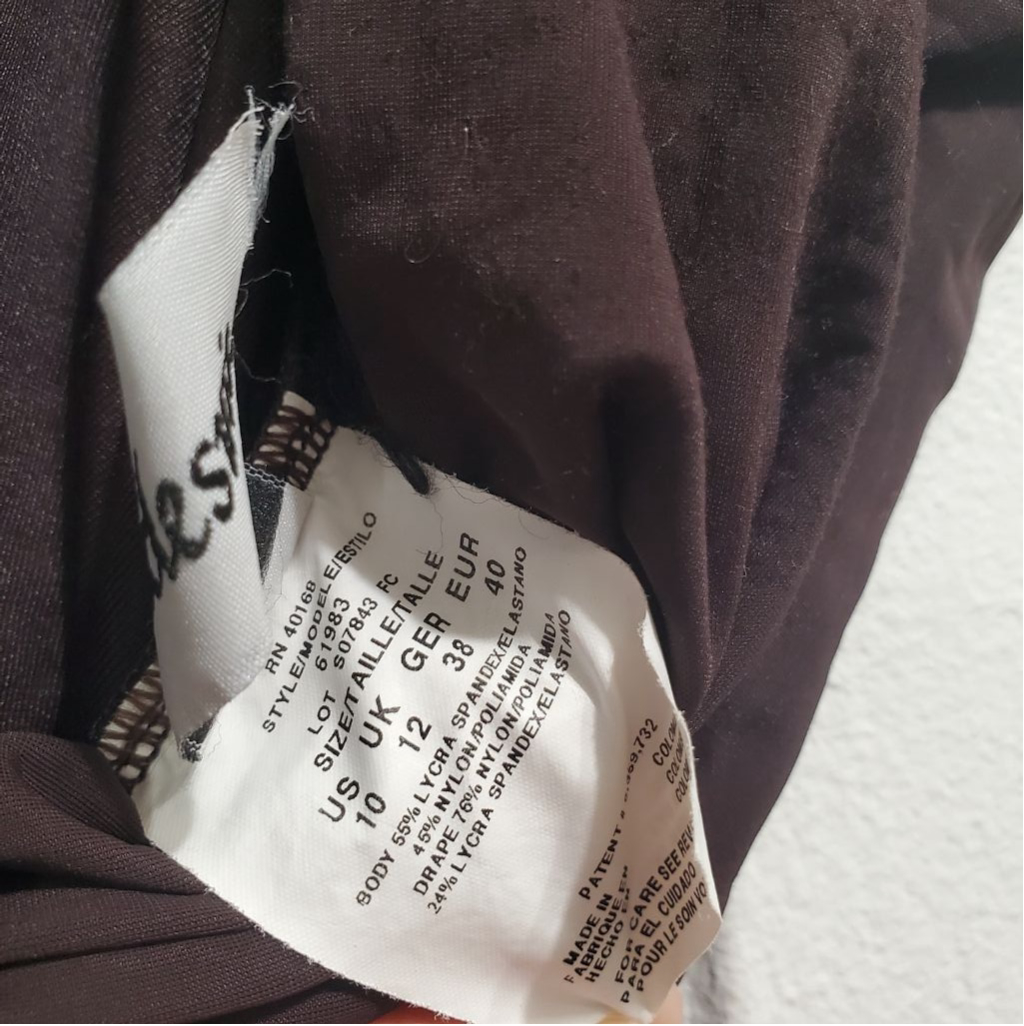 RN 40168
STYLE/MODELE/ESTILO
61983
LOT S07843 FC
SIZE/TAILLE/TALLE
US UK GER EUR
10 12 38 40
BODY 55% LYCRA SPANDEX/ELASTANO
45% NYLON/POLIAMIDA
DRAPE 76% NYLON/POLIAMIDA
24% LYCRA SPANDEX/ELASTANO
PATENT #
MADE IN
FABRIQUE EN
HECHO EN
FOR CARE SEE
PARA EL CUIDADO
POUR LE SOIN